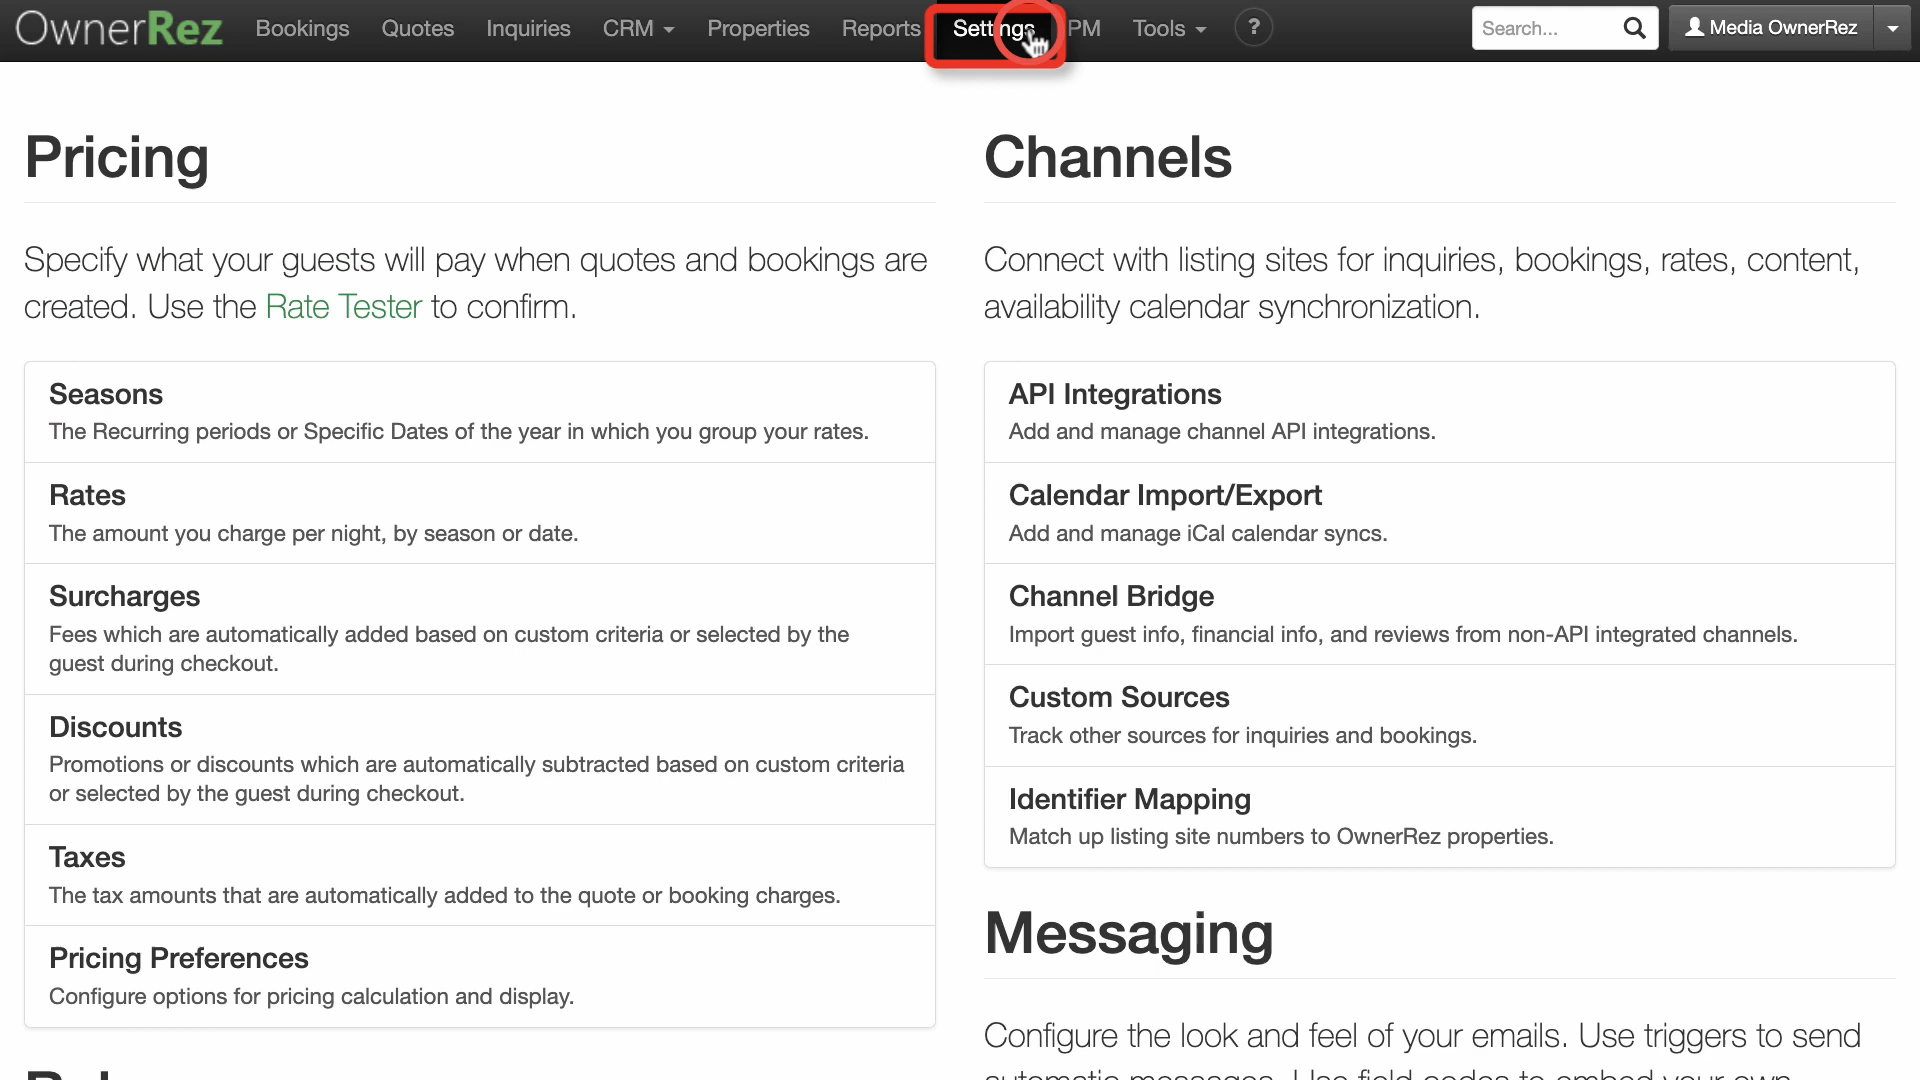 OwnerRez Bookings Quotes Inquiries CRM Properties Reports Settings PM Tools ? Search... Media OwnerRez
Pricing
Specify what your guests will pay when quotes and bookings are
created. Use the Rate Tester to confirm.
Seasons
The Recurring periods or Specific Dates of the year in which you group your rates.
Rates
The amount you charge per night, by season or date.
Surcharges
Fees which are automatically added based on custom criteria or selected by the
guest during checkout.
Discounts
Promotions or discounts which are automatically subtracted based on custom criteria
or selected by the guest during checkout.
Taxes
The tax amounts that are automatically added to the quote or booking charges.
Pricing Preferences
Configure options for pricing calculation and display.
Channels
Connect with listing sites for inquiries, bookings, rates, content,
availability calendar synchronization.
API Integrations
Add and manage channel API integrations.
Calendar Import/Export
Add and manage iCal calendar syncs.
Channel Bridge
Import guest info, financial info, and reviews from non-API integrated channels.
Custom Sources
Track other sources for inquiries and bookings.
Identifier Mapping
Match up listing site numbers to OwnerRez properties.
Messaging
Configure the look and feel of your emails. Use triggers to send
automatic messages. Use field codes to embed your own